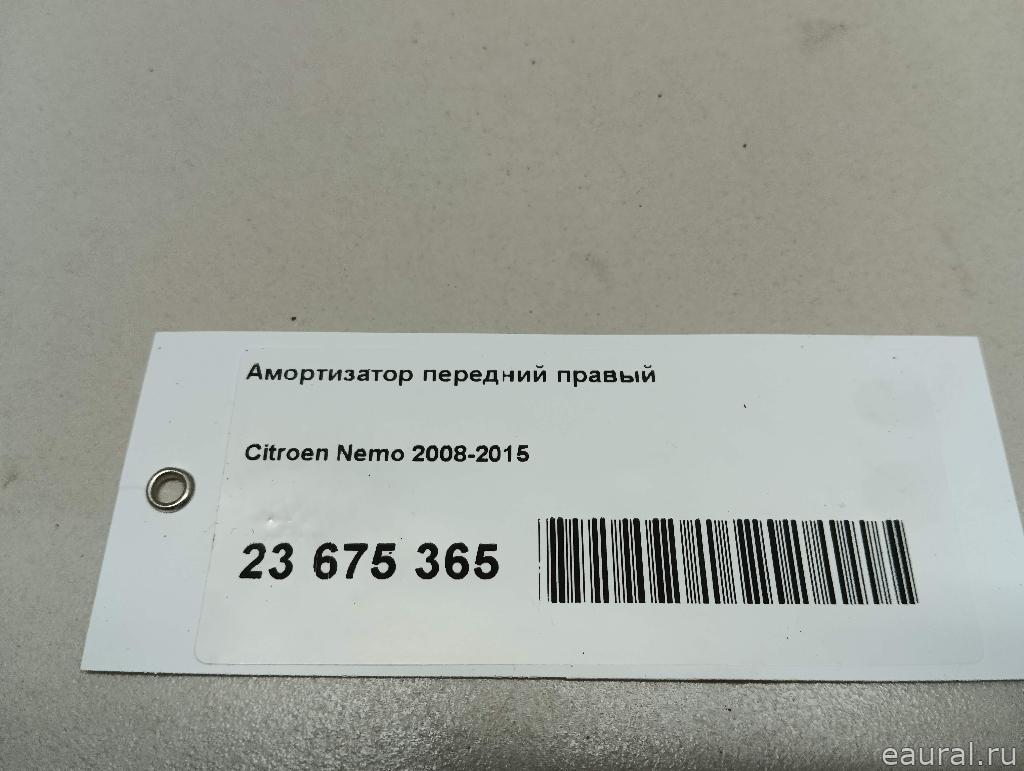 Амортизатор передний правый
Citroen Nemo 2008-2015
23 675 365
eaural.ru